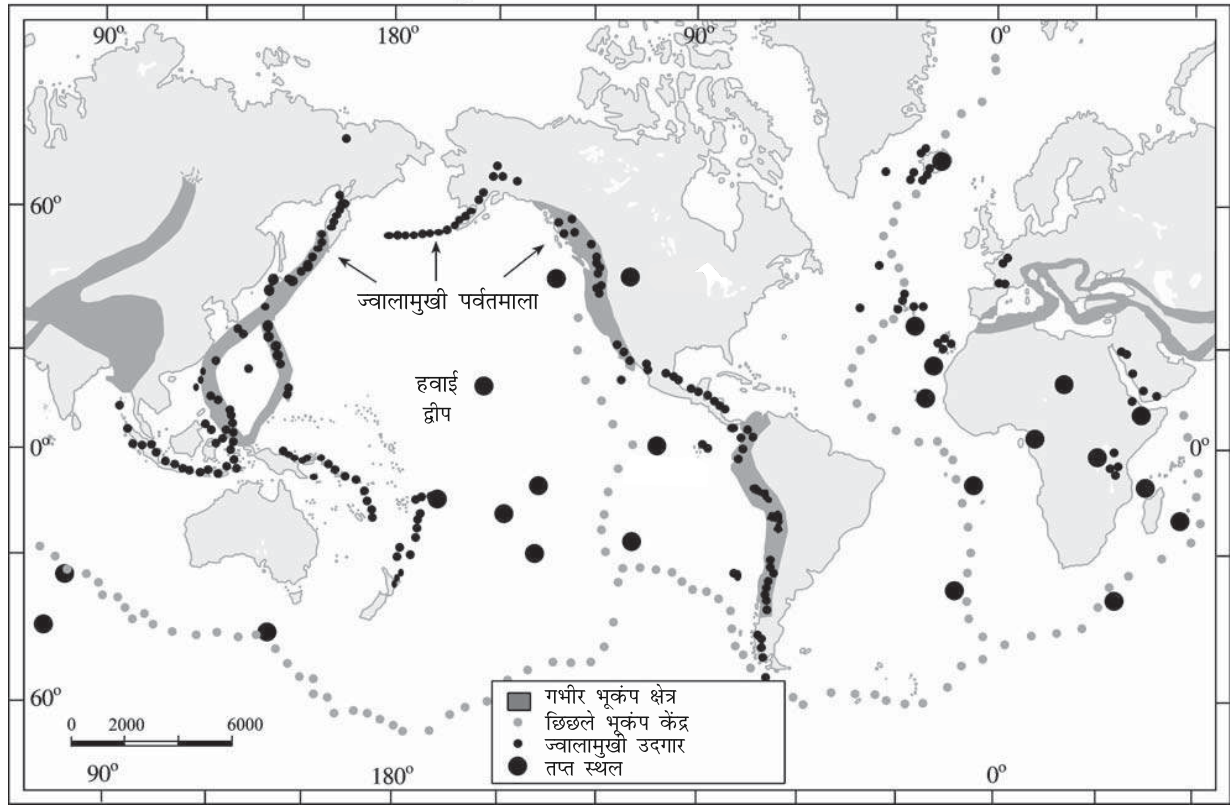 90° 180° 90° 0°
60°
ज्वालामुखी पर्वतमाला
हवाई
द्वीप
0° 0°
60°
0 2000 6000
गभीर भूकंप क्षेत्र
छिछले भूकंप केंद्र
ज्वालामुखी उदगार
तप्त स्थल
90° 180° 0°